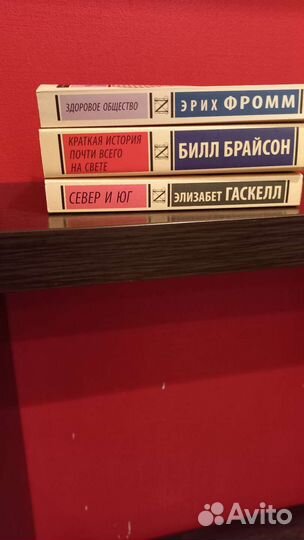 ЗДОРОВОЕ ОБЩЕСТВО
ЭРИХ ФРОММ
КРАТКАЯ ИСТОРИЯ
ПОЧТИ ВСЕГО
НА СВЕТЕ
БИЛЛ БРАЙСОН
СЕВЕР И ЮГ
ЭЛИЗАБЕТ ГАСКЕЛЛ
Avito